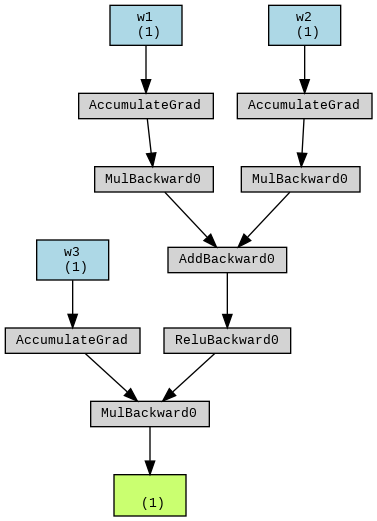 w1
(1)
w2
(1)
AccumulateGrad
AccumulateGrad
MulBackward0
MulBackward0
w3
(1)
AddBackward0
AccumulateGrad
ReluBackward0
MulBackward0
(1)